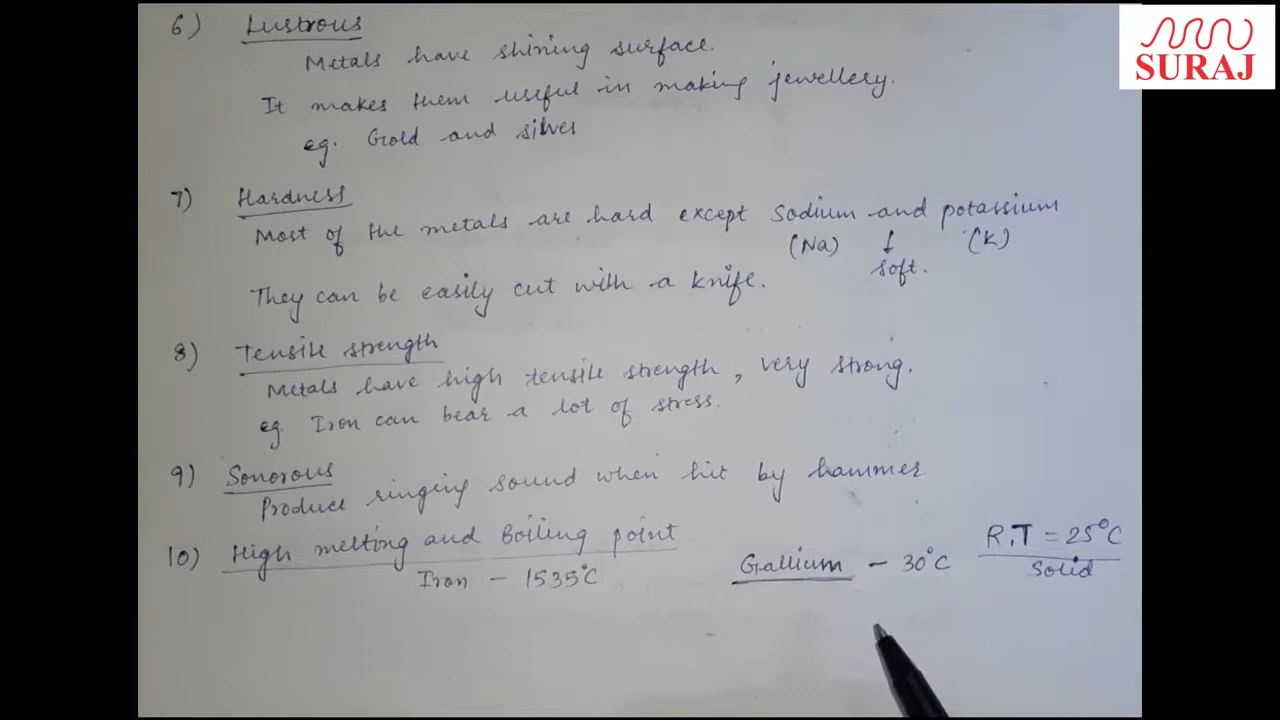 SURAJ
6) Lustrous
Metals have shining surface.
It makes them useful in making jewellery.
eg. Gold and silver
7) Hardness
Most of the metals are hard except Sodium and potassium
(Na) ↓ (K)
soft.
They can be easily cut with a knife.
8) Tensile strength
Metals have high tensile strength, very strong.
eg. Iron can bear a lot of stress.
9) Sonorous
Produce ringing sound when hit by hammer
10) High melting and Boiling point
Iron - 1535°C
Gallium - 30°C
R.T = 25°C
Solid